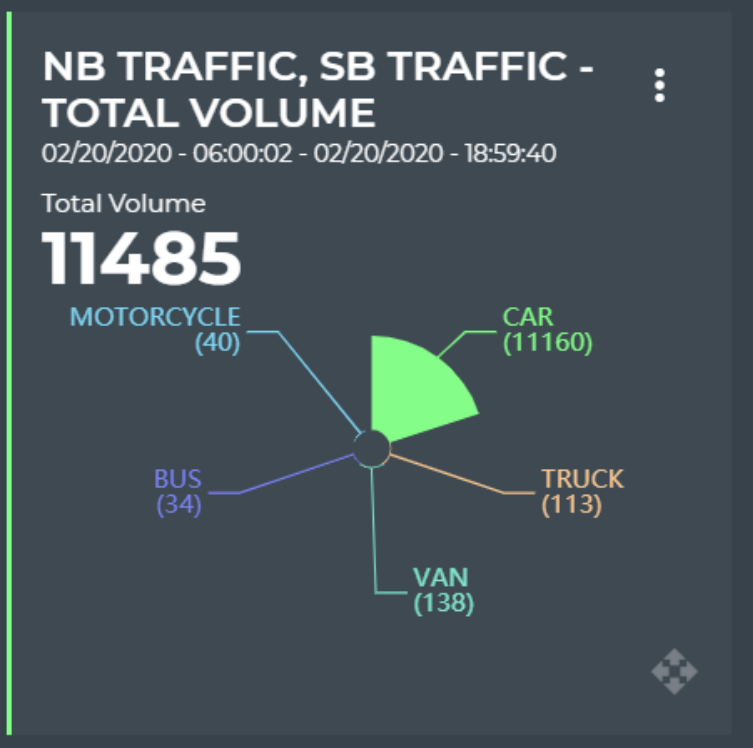 NB TRAFFIC, SB TRAFFIC -
TOTAL VOLUME
02/20/2020 - 06:00:02 - 02/20/2020 - 18:59:40
Total Volume
11485
MOTORCYCLE
(40)
CAR
(11160)
BUS
(34)
TRUCK
(113)
VAN
(138)